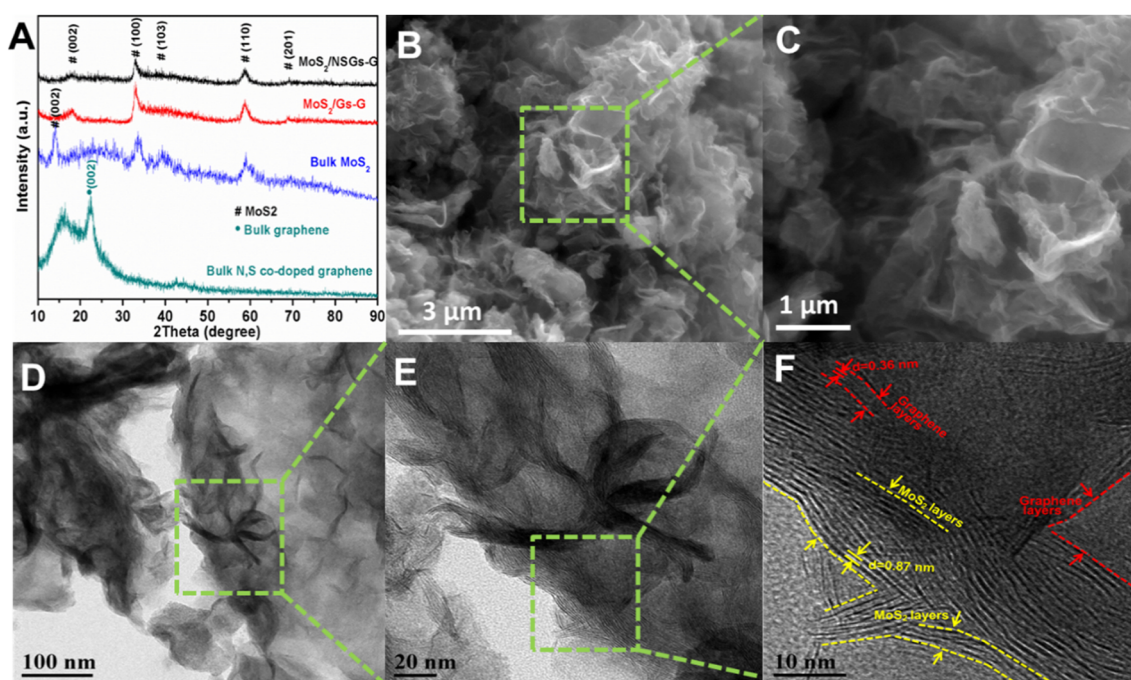 A
# (002)
# (100)
# (103)
# (110)
# (201)
MoS₂/NSGs-G
MoS₂/Gs-G
# (002)
Bulk MoS₂
• (002)
# MoS2
• Bulk graphene
Bulk N,S co-doped graphene
Intensity (a.u.)
10 20 30 40 50 60 70 80 90
2Theta (degree)
B
3 μm
C
1 μm
D
100 nm
E
20 nm
F
d=0.36 nm
Graphene
layers
MoS₂ layers
Graphene
layers
d=0.87 nm
MoS₂ layers
10 nm